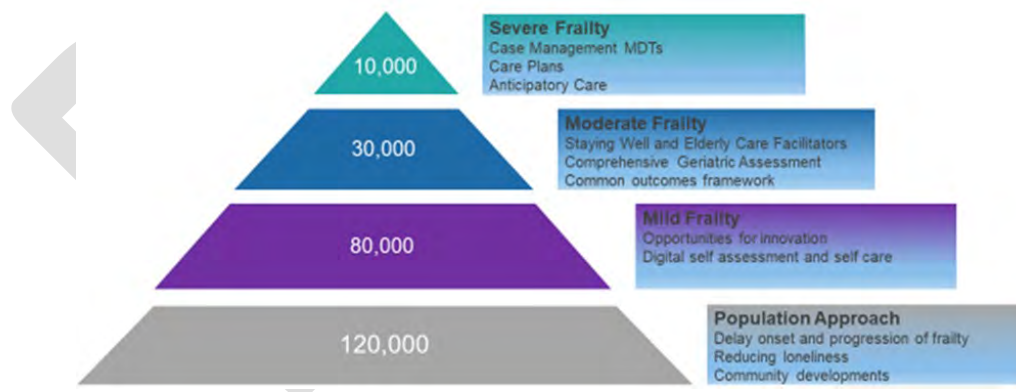 10,000
Severe Frailty
Case Management MDTs
Care Plans
Anticipatory Care
30,000
Moderate Frailty
Staying Well and Elderly Care Facilitators
Comprehensive Geriatric Assessment
Common outcomes framework
80,000
Mild Frailty
Opportunities for innovation
Digital self assessment and self care
120,000
Population Approach
Delay onset and progression of frailty
Reducing loneliness
Community developments